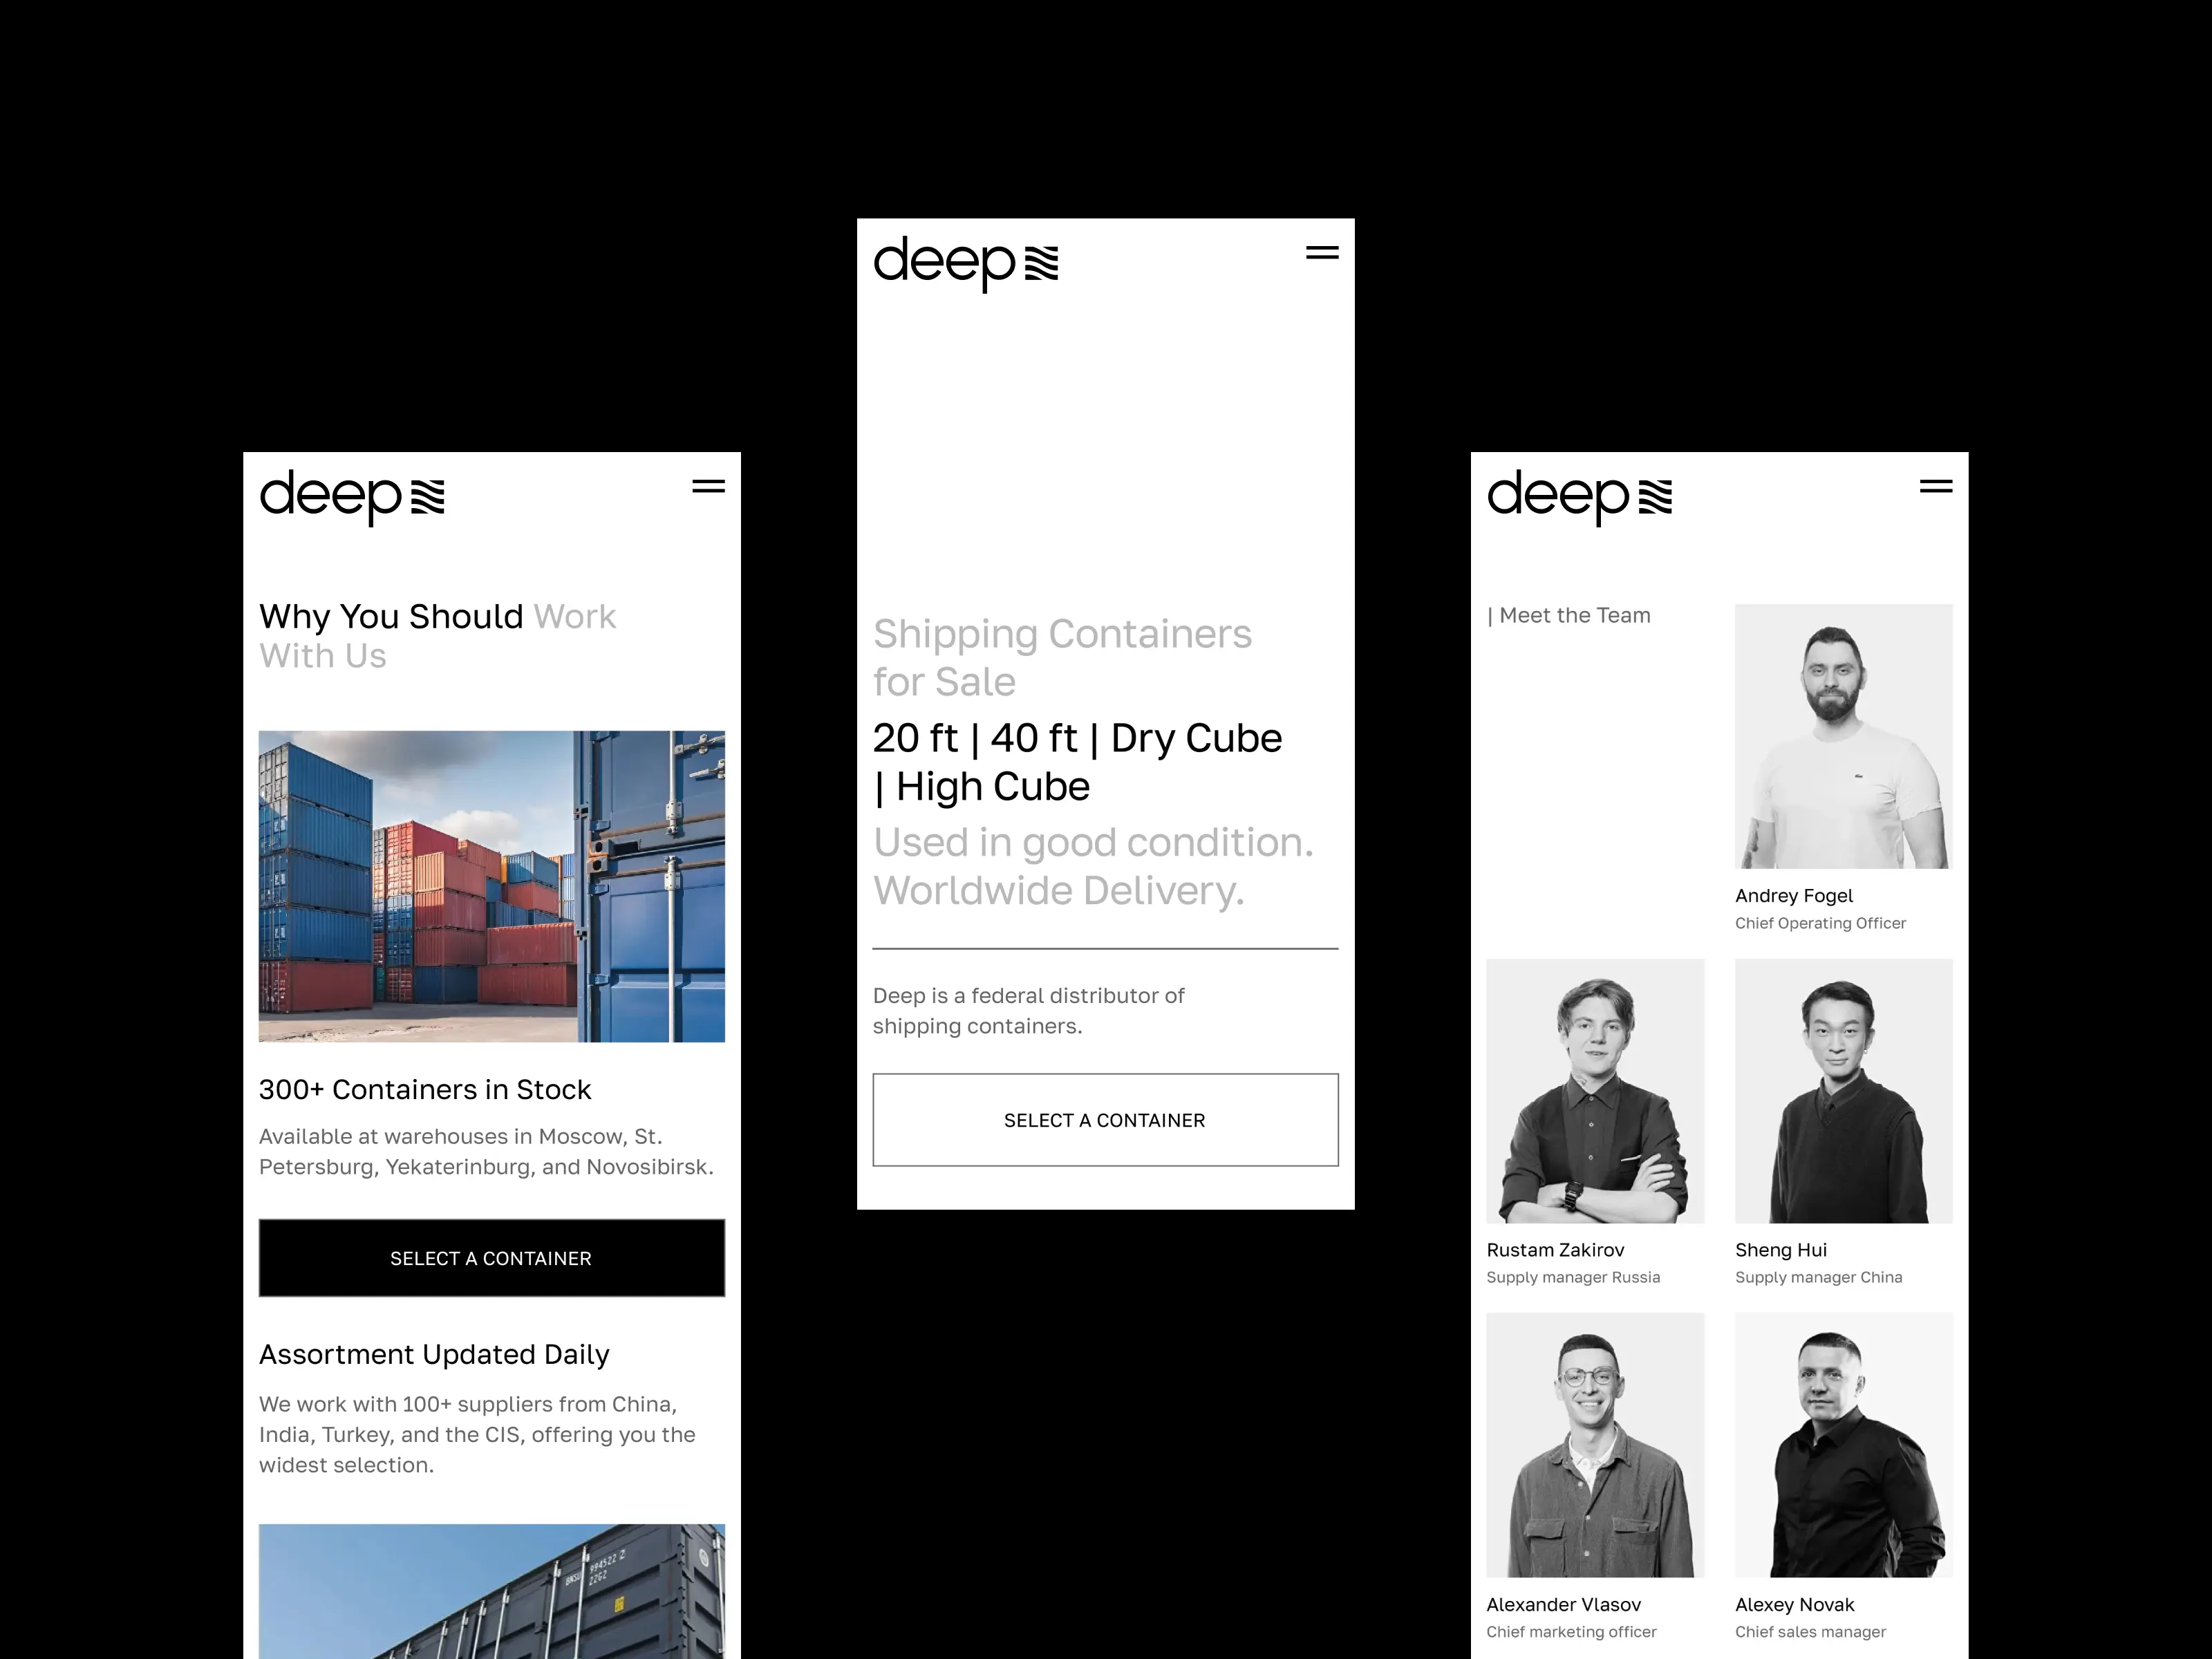 deep
Why You Should Work
With Us
300+ Containers in Stock
Available at warehouses in Moscow, St.
Petersburg, Yekaterinburg, and Novosibirsk.
SELECT A CONTAINER
Assortment Updated Daily
We work with 100+ suppliers from China,
India, Turkey, and the CIS, offering you the
widest selection.
994522 2
22G2
deep
Shipping Containers
for Sale
20 ft | 40 ft | Dry Cube
| High Cube
Used in good condition.
Worldwide Delivery.
Deep is a federal distributor of
shipping containers.
SELECT A CONTAINER
deep
| Meet the Team
Andrey Fogel
Chief Operating Officer
Rustam Zakirov
Supply manager Russia
Sheng Hui
Supply manager China
Alexander Vlasov
Chief marketing officer
Alexey Novak
Chief sales manager